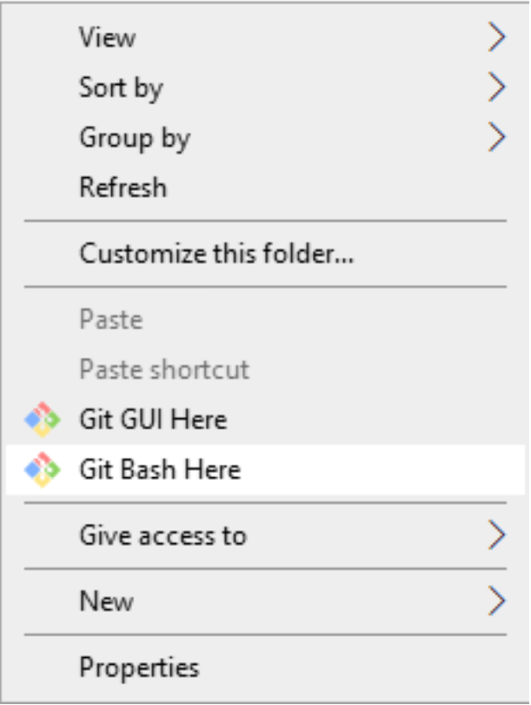 View
Sort by
Group by
Refresh
Customize this folder...
Paste
Paste shortcut
Git GUI Here
Git Bash Here
Give access to
New
Properties